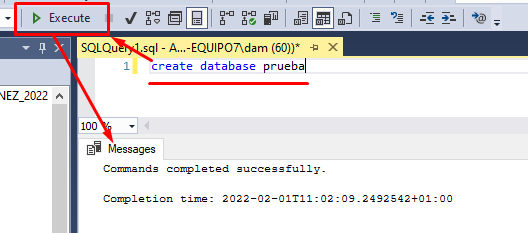 Execute
SQLQuery1.sql - A...-EQUIPO7\dam (60))*
NEZ_2022
1 create database prueba
100 %
Messages
Commands completed successfully.
Completion time: 2022-02-01T11:02:09.2492542+01:00